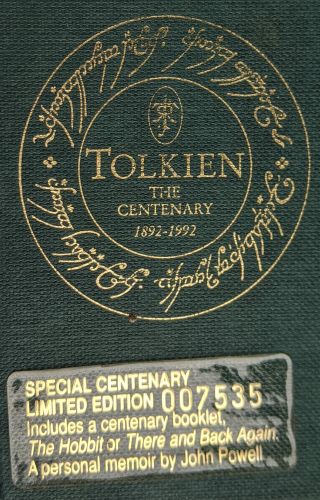 TOLKIEN
THE
CENTENARY
1892-1992
SPECIAL CENTENARY
LIMITED EDITION 007535
Includes a centenary booklet,
The Hobbit or There and Back Again.
A personal memoir by John Powell